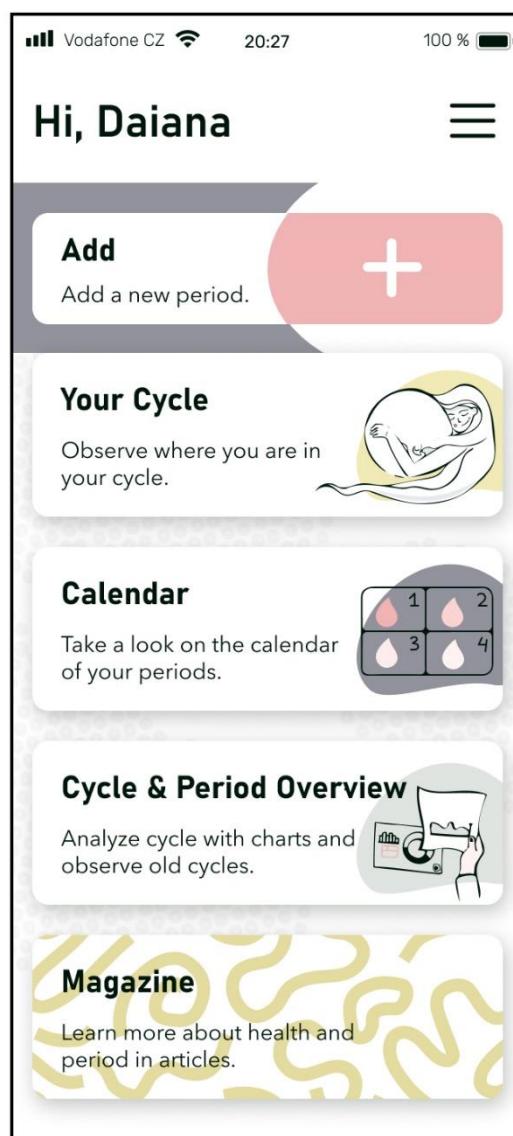 Vodafone CZ 20:27 100 %
Hi, Daiana
Add
Add a new period.
Your Cycle
Observe where you are in
your cycle.
Calendar
Take a look on the calendar
of your periods.
1 2
3 4
Cycle & Period Overview
Analyze cycle with charts and
observe old cycles.
Magazine
Learn more about health and
period in articles.